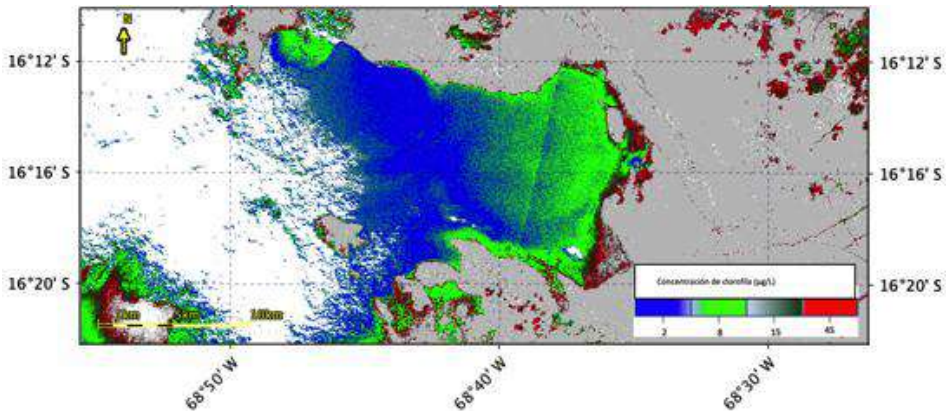 N
16°12' S
16°12' S
16°16' S
16°16' S
16°20' S
16°20' S
Concentración de clorofila (µg/L)
2 8 15 45
10km
68°50' W
68°40' W
68°30' W